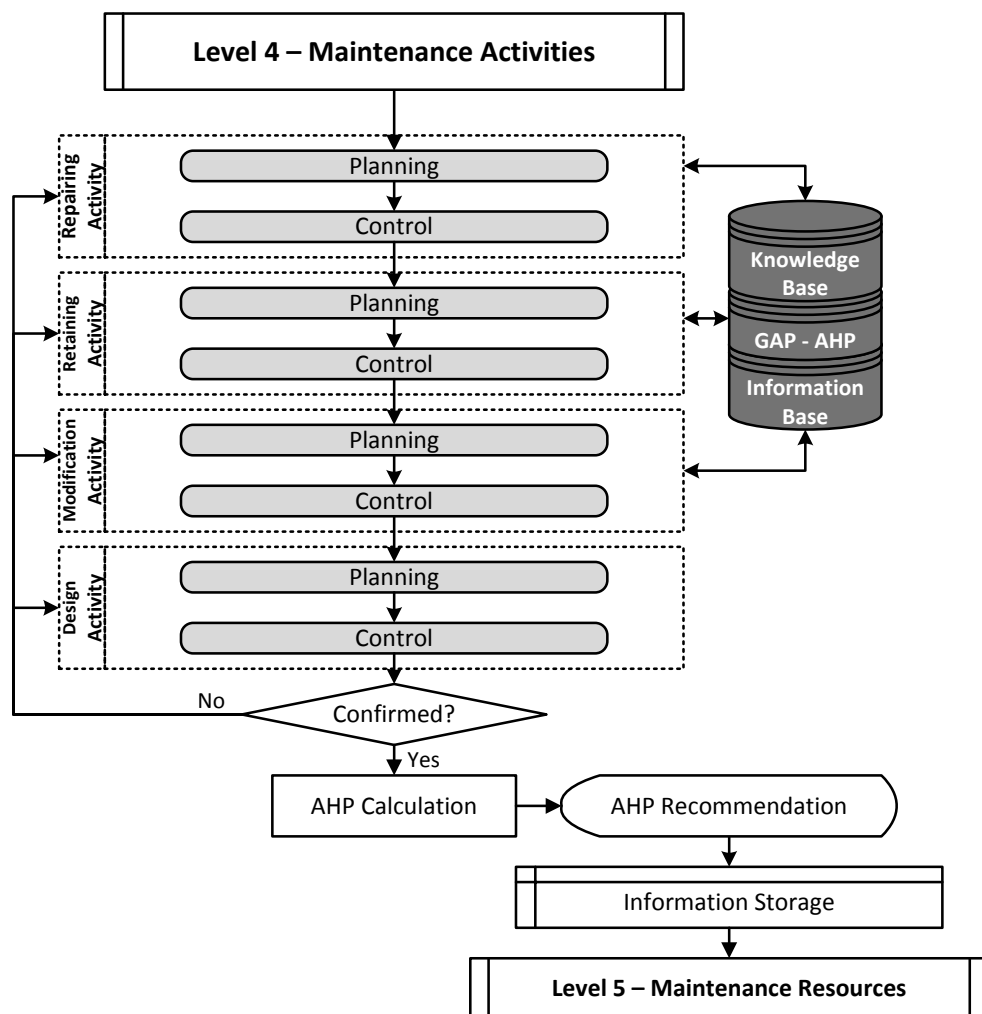 Level 4 – Maintenance Activities
Repairing
Activity
Planning
Control
Knowledge
Base
Retaining
Activity
Planning
Control
GAP - AHP
Information
Base
Modification
Activity
Planning
Control
Design
Activity
Planning
Control
No
Confirmed?
Yes
AHP Calculation
AHP Recommendation
Information Storage
Level 5 – Maintenance Resources